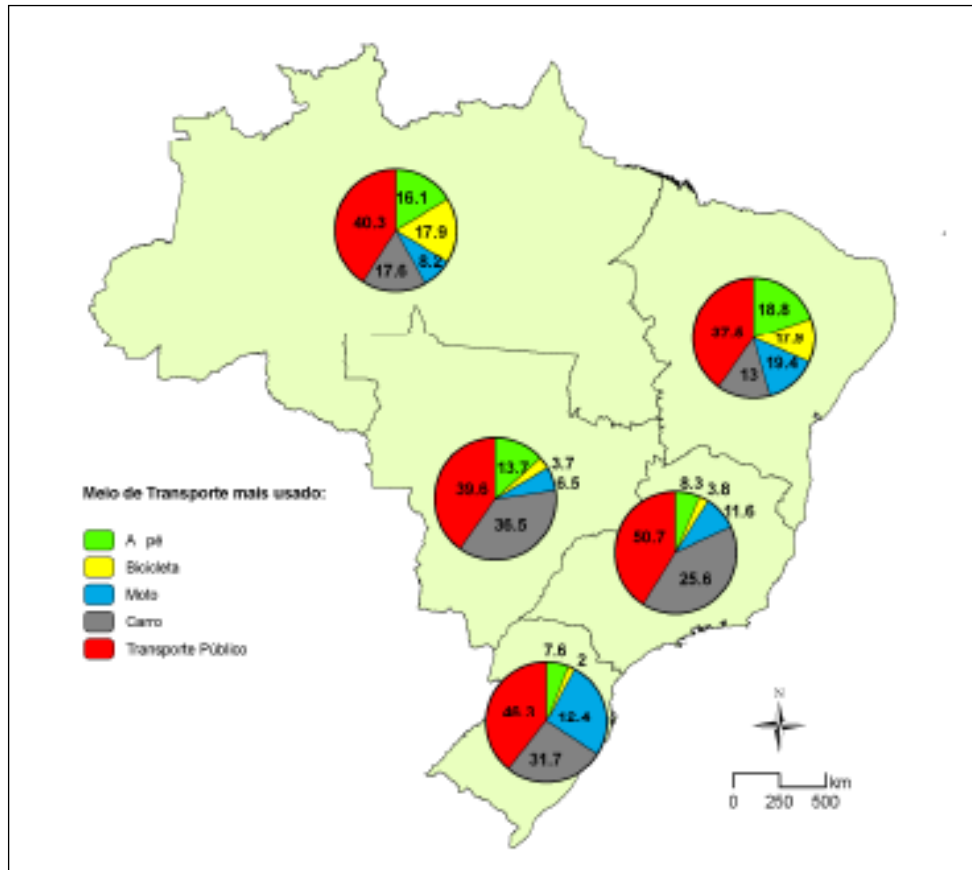 16.1
17.9
8.2
17.6
40.3
18.8
19.4
13
13.7
3.7
6.5
36.5
39.6
8.3
3.8
11.6
25.6
50.7
7.6
2
12.4
31.7
46.3
Meio de Transporte mais usado:
A pé
Bicicleta
Moto
Carro
Transporte Público
N
km
0 250 500